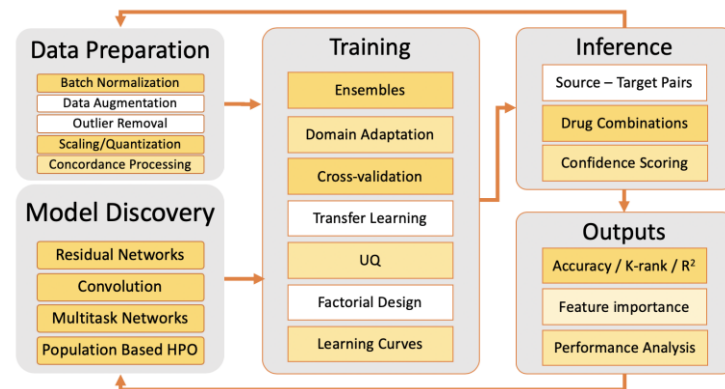 Data Preparation
Batch Normalization
Data Augmentation
Outlier Removal
Scaling/Quantization
Concordance Processing
Model Discovery
Residual Networks
Convolution
Multitask Networks
Population Based HPO
Training
Ensembles
Domain Adaptation
Cross-validation
Transfer Learning
UQ
Factorial Design
Learning Curves
Inference
Source – Target Pairs
Drug Combinations
Confidence Scoring
Outputs
Accuracy / K-rank / R²
Feature importance
Performance Analysis